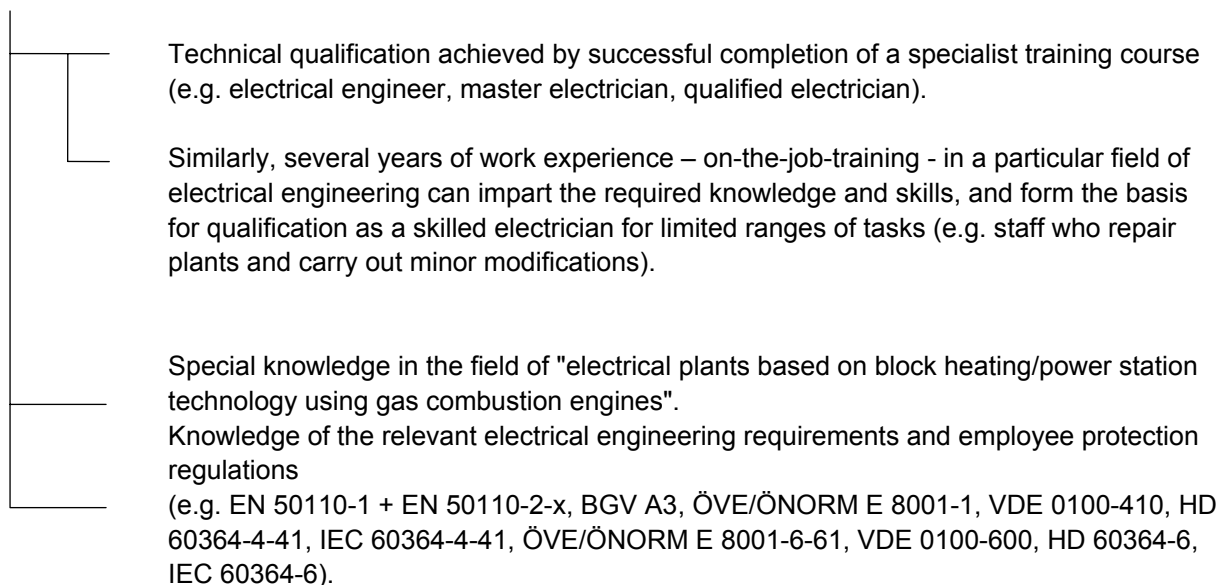 Technical qualification achieved by successful completion of a specialist training course
(e.g. electrical engineer, master electrician, qualified electrician).
Similarly, several years of work experience – on-the-job-training - in a particular field of
electrical engineering can impart the required knowledge and skills, and form the basis
for qualification as a skilled electrician for limited ranges of tasks (e.g. staff who repair
plants and carry out minor modifications).
Special knowledge in the field of "electrical plants based on block heating/power station
technology using gas combustion engines".
Knowledge of the relevant electrical engineering requirements and employee protection
regulations
(e.g. EN 50110-1 + EN 50110-2-x, BGV A3, ÖVE/ÖNORM E 8001-1, VDE 0100-410, HD
60364-4-41, IEC 60364-4-41, ÖVE/ÖNORM E 8001-6-61, VDE 0100-600, HD 60364-6,
IEC 60364-6).